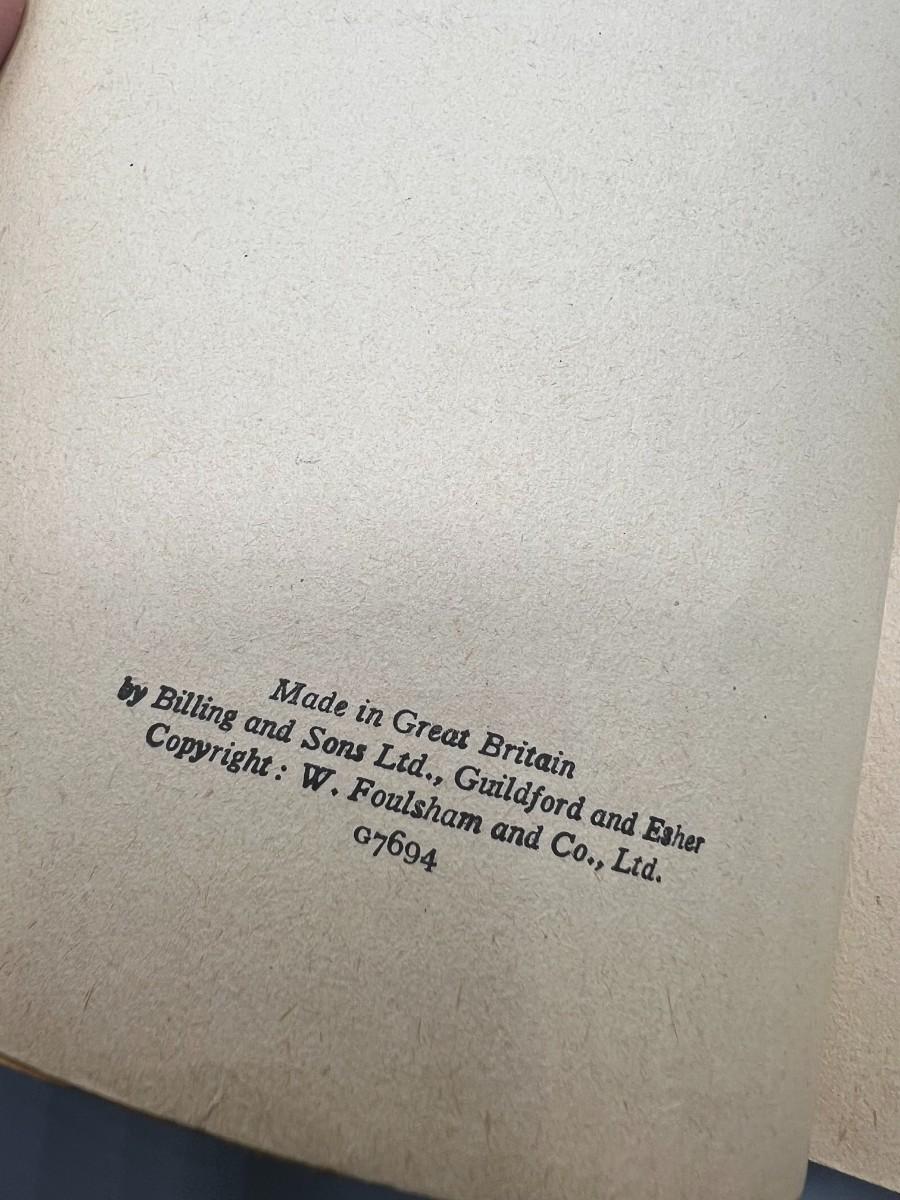 Made in Great Britain
by Billing and Sons Ltd., Guildford and Esher
Copyright: W. Foulsham and Co., Ltd.
G7694